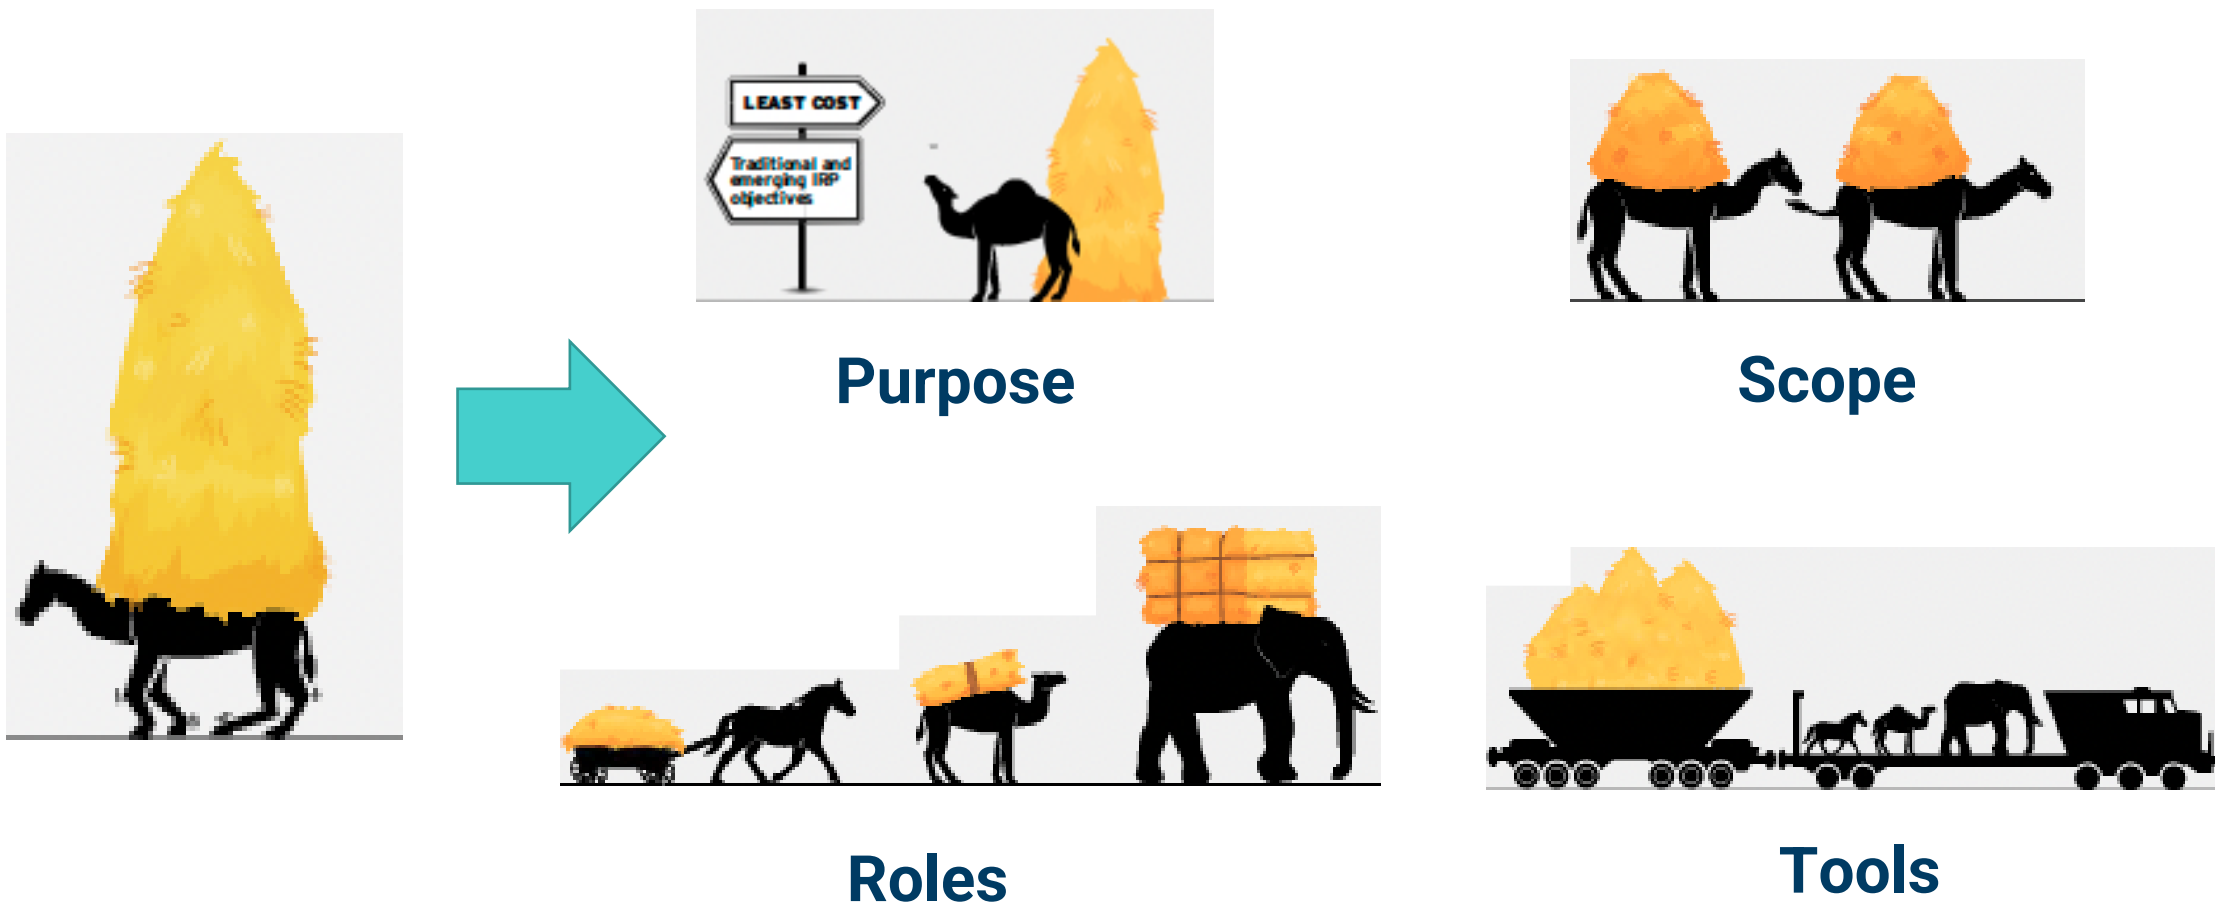 LEAST COST
Traditional and
emerging IRP
objectives
Purpose
Scope
Roles
Tools